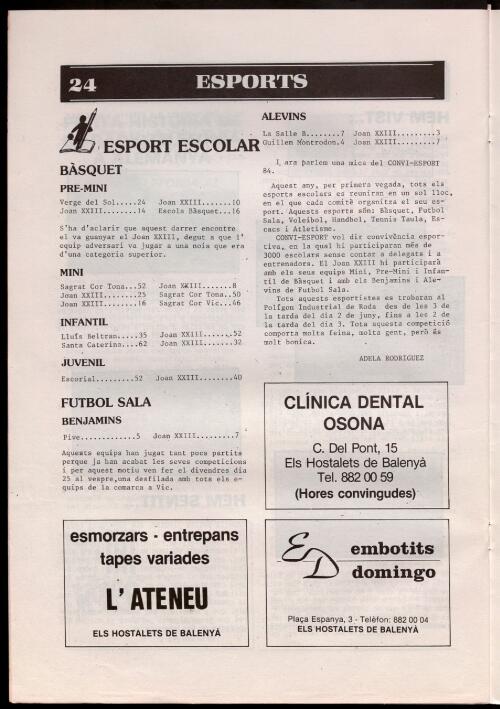 24 ESPORTS
ESPORT ESCOLAR
BÀSQUET
PRE-MINI
Verge del Sol.....24 Joan XXIII.......10
Joan XXIII........14 Escols Bàsquet...16
S'ha d'aclarir que aquest darrer encontre
el va guanyar el Joan XXIII, degut a que l'
equip adversari va jugar a una noia que era
d'una categoria superior.
MINI
Sagrat Cor Tona...52 Joan XXIII.......8
Joan XXIII........25 Sagrat Cor Tona..50
Joan XXIII........16 Sagrat Cor Vic...46
INFANTIL
Lluís Beltran.....35 Joan XXIII.......52
Santa Caterina....62 Joan XXIII.......32
JUVENIL
Escorial.........52 Joan XXIII........40
FUTBOL SALA
BENJAMINS
Pive.............5 Joan XXIII.........7
Aquests equips han jugat tant pocs partits
perque ja han acabat les seves competicions
i per aquest motiu ven fer el divendres dia
25 al vespre,una desfilada amb tots els e-
quips de la comarca a Vic.
ALEVINS
La Salle B........7 Joan XXIII.........3
Guillem Montrodon.4 Joan XXIII.........7
I, ara parlem una mica del CONVI-ESPORT
84.
Aquest any, per primera vegada, tots els
esports escolars es reuniran en un sol lloc,
en el que cada comitè organitza el seu es-
port. Aquests esports són: Bàsquet, Futbol
Sala, Voleibol, Handbol, Tennis Taula, Es-
cacs i Atletisme.
CONVI-ESPORT vol dir convivència espor-
tiva, en la qual hi participaran més de
3000 escolars sense contar a delegats i a
entrenadors. El Joan XXIII hi participarà
amb els seus equips Mini, Pre-Mini i Infan-
til de Bàsquet i amb els Benjamins i Ale-
vins de Futbol Sala.
Tots aquests esportistes es trobaran al
Polígon Industrial de Roda des de les 3 de
la tarda del dia 2 de juny, fins a les 2 de
la tarda del dia 3. Tota aquesta competició
comporta molta feina, molta gent, però és
molt bonica.
ADELA RODRIGUEZ
CLÍNICA DENTAL
OSONA
C. Del Pont, 15
Els Hostalets de Balenyà
Tel. 882 00 59
(Hores convingudes)
esmorzars - entrepans
tapes variades
L'ATENEU
ELS HOSTALETS DE BALENYÀ
ED embotits
domingo
Plaça Espanya, 3 - Telèfon: 882 00 04
ELS HOSTALETS DE BALENYÀ